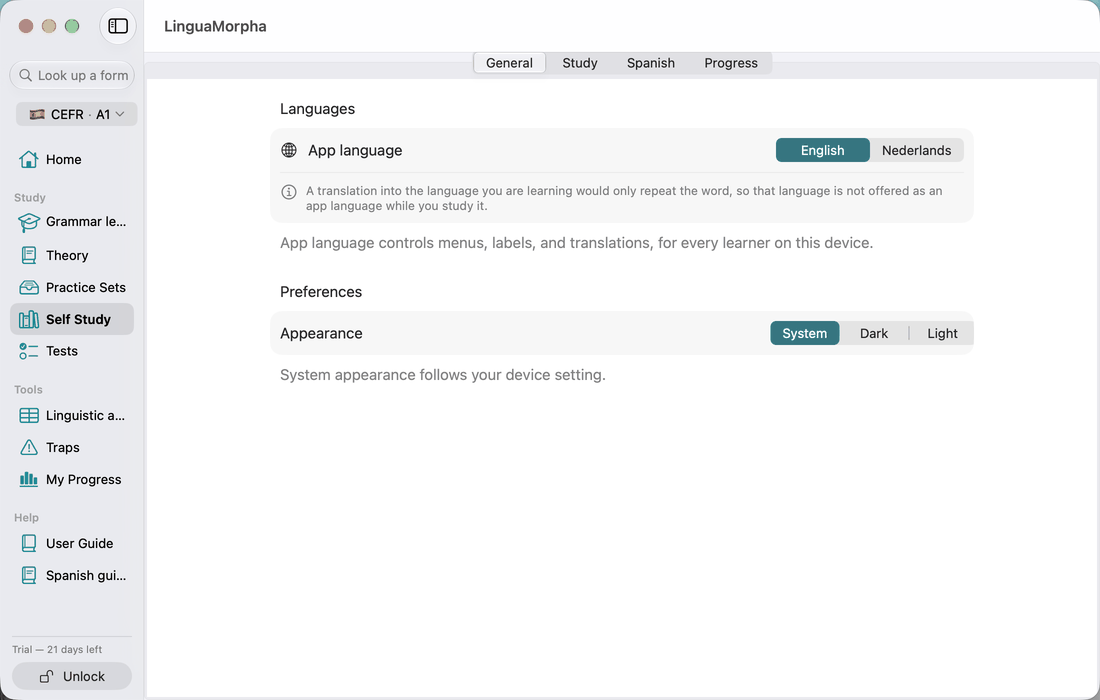 LinguaMorpha
Look up a form
CEFR · A1
Home
Study
Grammar le...
Theory
Practice Sets
Self Study
Tests
Tools
Linguistic a...
Traps
My Progress
Help
User Guide
Spanish gui...
Trial — 21 days left
Unlock
General Study Spanish Progress
Languages
App language English Nederlands
A translation into the language you are learning would only repeat the word, so that language is not offered as an
app language while you study it.
App language controls menus, labels, and translations, for every learner on this device.
Preferences
Appearance System Dark Light
System appearance follows your device setting.